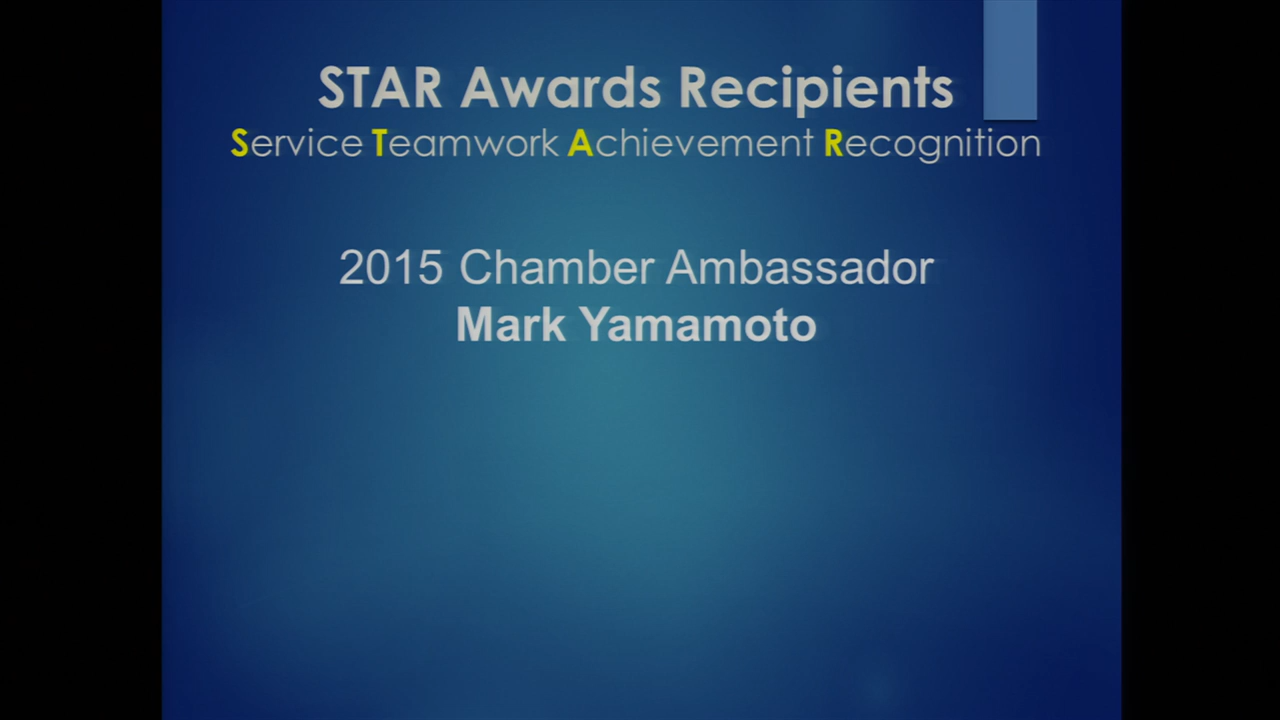 STAR Awards Recipients
Service Teamwork Achievement Recognition
2015 Chamber Ambassador
Mark Yamamoto